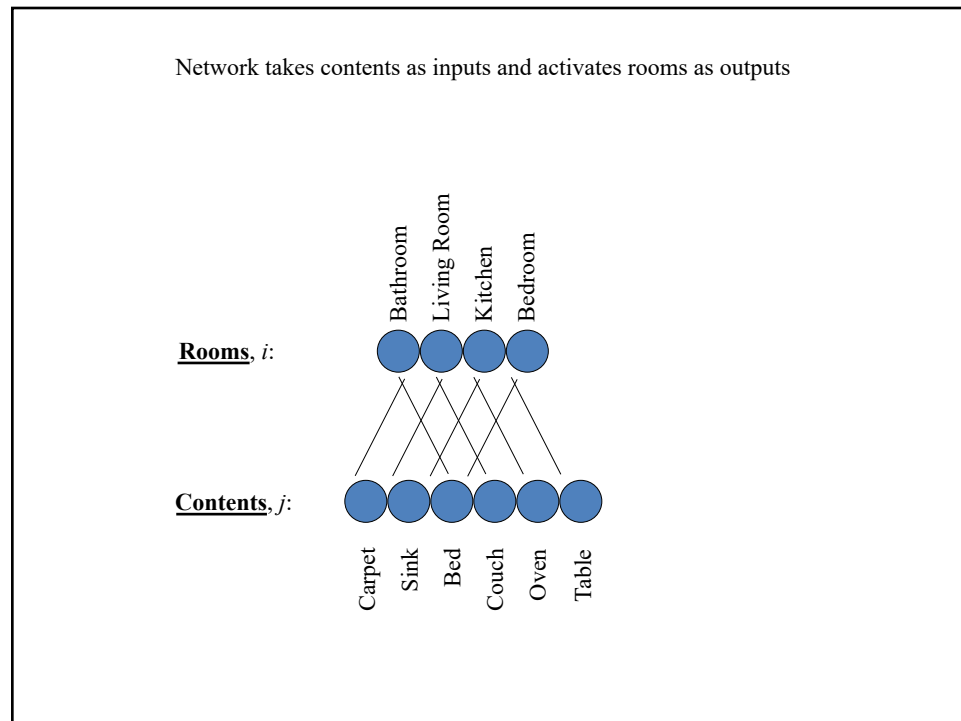 Network takes contents as inputs and activates rooms as outputs
Bathroom
Living Room
Kitchen
Bedroom
Rooms, i:
Contents, j:
Carpet
Sink
Bed
Couch
Oven
Table